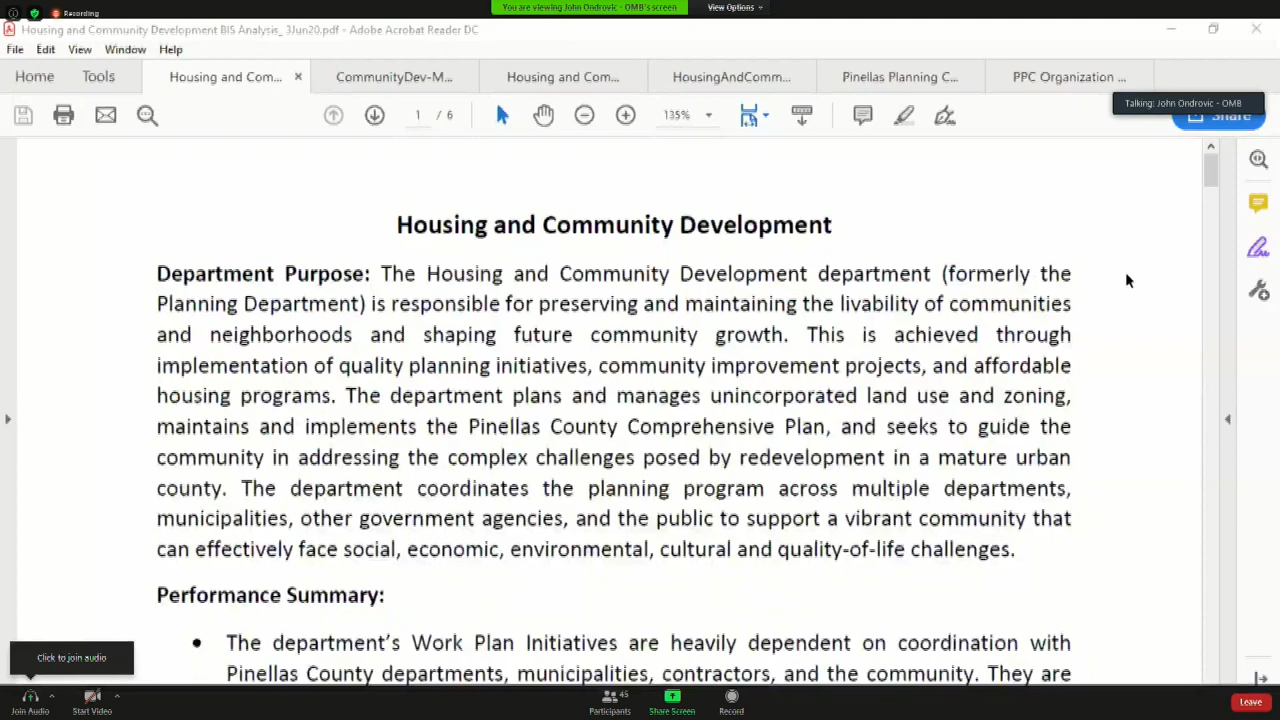 Recording
You are viewing John Ondrovic - OMB's screen
View Options
Housing and Community Development BIS Analysis_ 3Jun20.pdf - Adobe Acrobat Reader DC
File Edit View Window Help
Home Tools Housing and Com... CommunityDev-M... Housing and Com... HousingAndComm... Pinellas Planning C... PPC Organization ...
Talking: John Ondrovic - OMB
1 / 6 135% Share
Housing and Community Development
Department Purpose: The Housing and Community Development department (formerly the
Planning Department) is responsible for preserving and maintaining the livability of communities
and neighborhoods and shaping future community growth. This is achieved through
implementation of quality planning initiatives, community improvement projects, and affordable
housing programs. The department plans and manages unincorporated land use and zoning,
maintains and implements the Pinellas County Comprehensive Plan, and seeks to guide the
community in addressing the complex challenges posed by redevelopment in a mature urban
county. The department coordinates the planning program across multiple departments,
municipalities, other government agencies, and the public to support a vibrant community that
can effectively face social, economic, environmental, cultural and quality-of-life challenges.
Performance Summary:
• The department's Work Plan Initiatives are heavily dependent on coordination with
Pinellas County departments, municipalities, contractors, and the community. They are
Click to join audio
45
Join Audio Start Video Participants Share Screen Record Leave